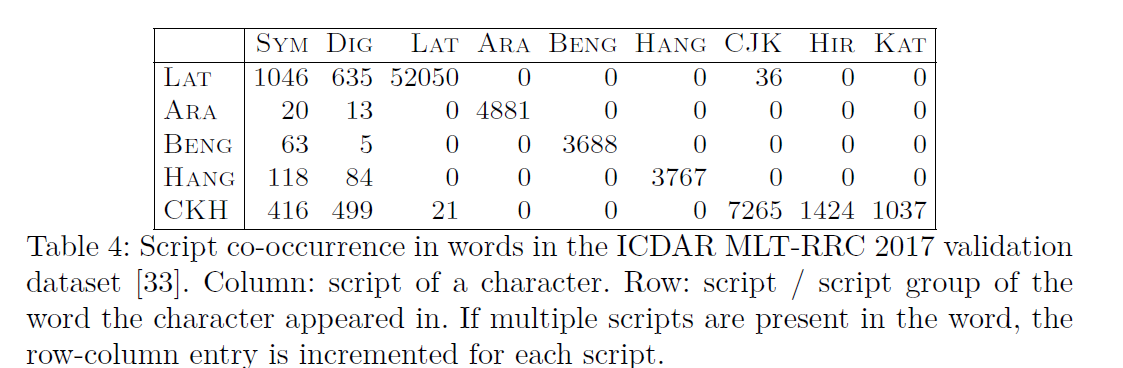 SYM DIG LAT ARA BENG HANG CJK HIR KAT
LAT 1046 635 52050 0 0 0 36 0 0
ARA 20 13 0 4881 0 0 0 0 0
BENG 63 5 0 0 3688 0 0 0 0
HANG 118 84 0 0 0 3767 0 0 0
CKH 416 499 21 0 0 0 7265 1424 1037
Table 4: Script co-occurrence in words in the ICDAR MLT-RRC 2017 validation
dataset [33]. Column: script of a character. Row: script / script group of the
word the character appeared in. If multiple scripts are present in the word, the
row-column entry is incremented for each script.